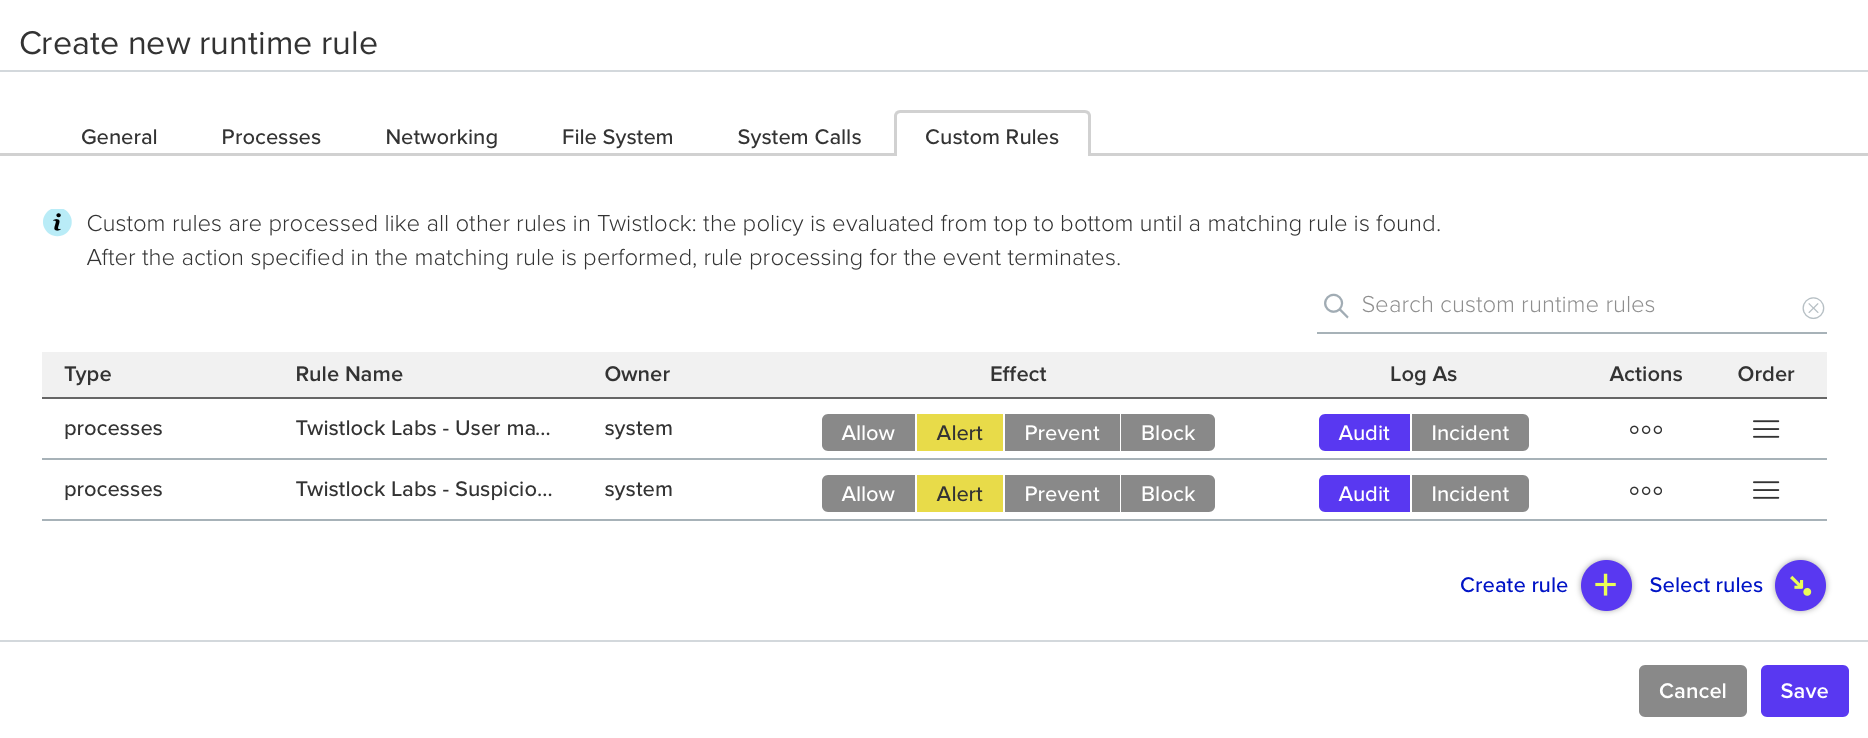 Create new runtime rule
General Processes Networking File System System Calls Custom Rules
i Custom rules are processed like all other rules in Twistlock: the policy is evaluated from top to bottom until a matching rule is found.
After the action specified in the matching rule is performed, rule processing for the event terminates.
Search custom runtime rules
Type Rule Name Owner Effect Log As Actions Order
processes Twistlock Labs - User ma... system Allow Alert Prevent Block Audit Incident
processes Twistlock Labs - Suspicio... system Allow Alert Prevent Block Audit Incident
Create rule Select rules
Cancel Save